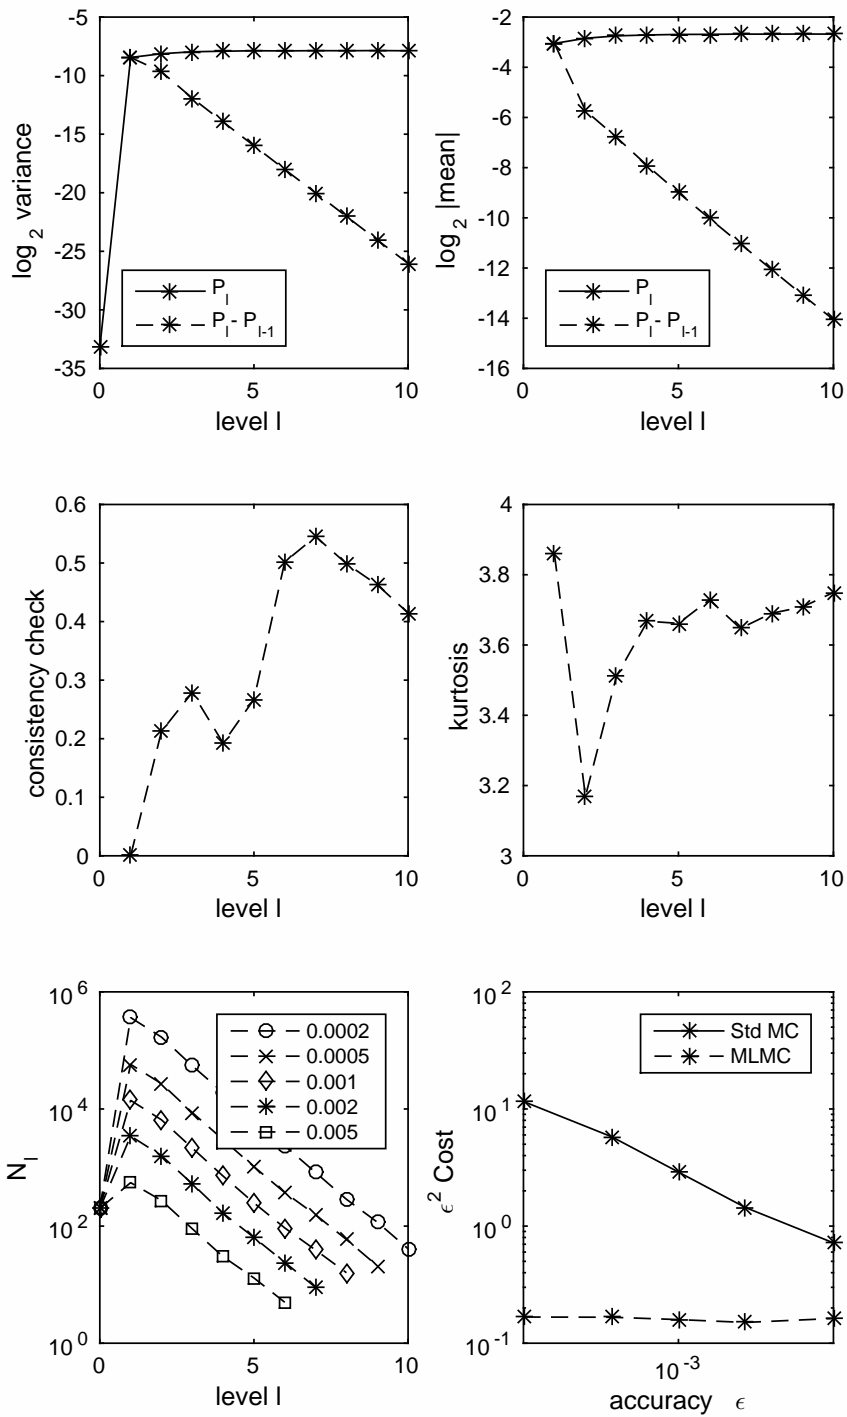 -5
-10
-15
-20
-25
-30
-35
log 2 variance
P l
P l - P l-1
0 5 10
level l
-2
-4
-6
-8
-10
-12
-14
-16
log 2 |mean|
P l
P l - P l-1
0 5 10
level l
0.6
0.5
0.4
0.3
0.2
0.1
0
consistency check
0 5 10
level l
4
3.8
3.6
3.4
3.2
3
kurtosis
0 5 10
level l
10 6
10 4
10 2
10 0
N l
0.0002
0.0005
0.001
0.002
0.005
0 5 10
level l
10 2
10 1
10 0
10 -1
ϵ 2 Cost
Std MC
MLMC
10 -3
accuracy ϵ